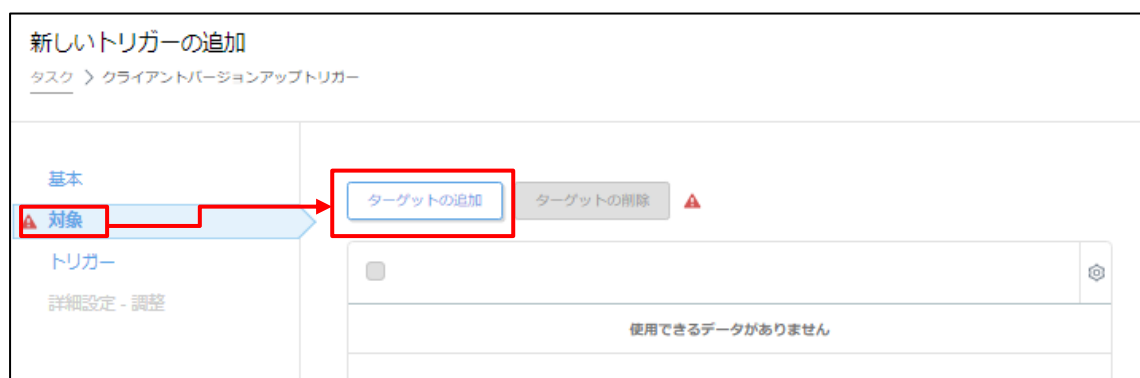 新しいトリガーの追加
タスク 〉 クライアントバージョンアップトリガー
基本
対象
トリガー
詳細設定 - 調整
ターゲットの追加
ターゲットの削除
使用できるデータがありません